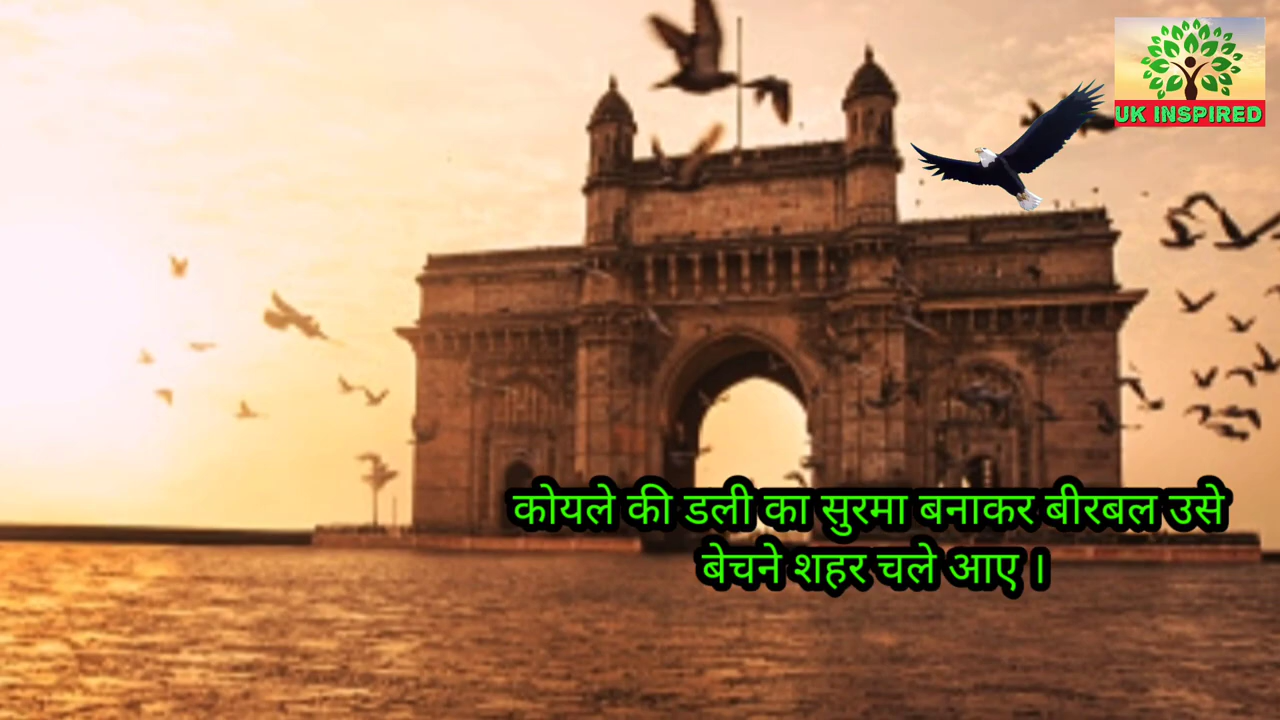 UK INSPIRED
कोयले की डली का सुरमा बनाकर बीरबल उसे
बेचने शहर चले आए ।